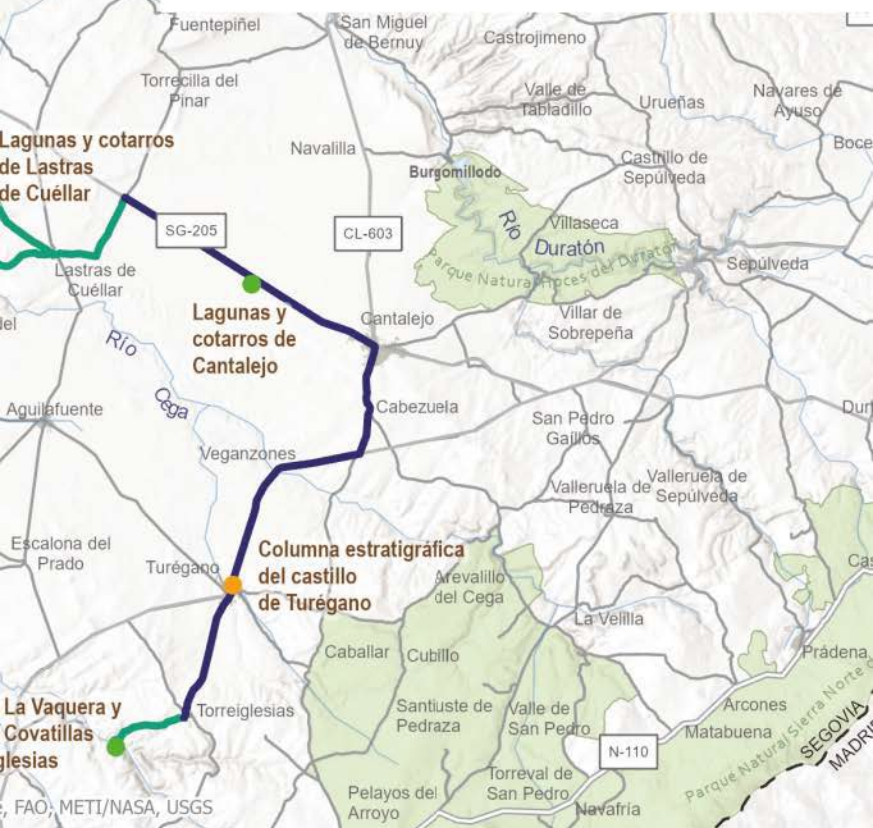 Fuentepiñel
San Miguel
de Bernuy
Castrojimeno
Torrecilla del
Pinar
Valle de
Tabladillo
Urueñas
Navares de
Ayuso
Lagunas y cotarros
de Lastras
de Cuéllar
Navalilla
Burgomillodo
Castrillo de
Sepúlveda
Boce
SG-205
CL-603
Río
Duratón
Villaseca
Parque Natural Hoces del Duratón
Sepúlveda
Lastras de
Cuéllar
Lagunas y
cotarros de
Cantalejo
Cantalejo
Villar de
Sobrepeña
del
Río
Cega
Aguilafuente
Cabezuela
San Pedro
Gaíllos
Durt
Veganzones
Valleruela de
Pedraza
Valleruela de
Sepúlveda
Escalona del
Prado
Turégano
Columna estratigráfica
del castillo
de Turégano
Arevalillo
del Cega
Cas
La Velilla
Caballar
Cubillo
Prádena
La Vaquera y
Covatillas
glesias
Torreiglesias
Santiuste de
Pedraza
Valle de
San Pedro
Arcones
Matabuena
Parque Natural Sierra Norte de
SEGOVIA
MADRI
N-110
Torreval de
San Pedro
Pelayos del
Arroyo
Navafría
, FAO, METI/NASA, USGS